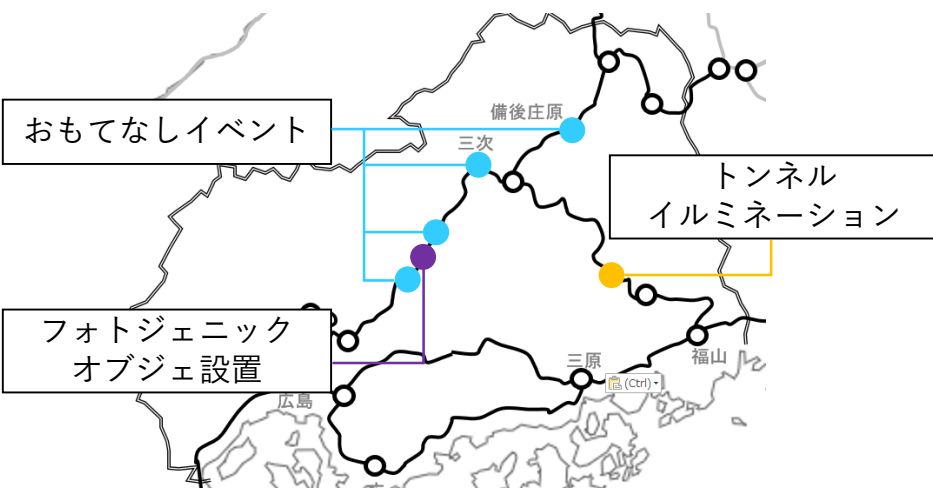 備後庄原
おもてなしイベント
三次
トンネル
イルミネーション
フォトジェニック
オブジェ設置
三原
福山
(Ctrl)
広島